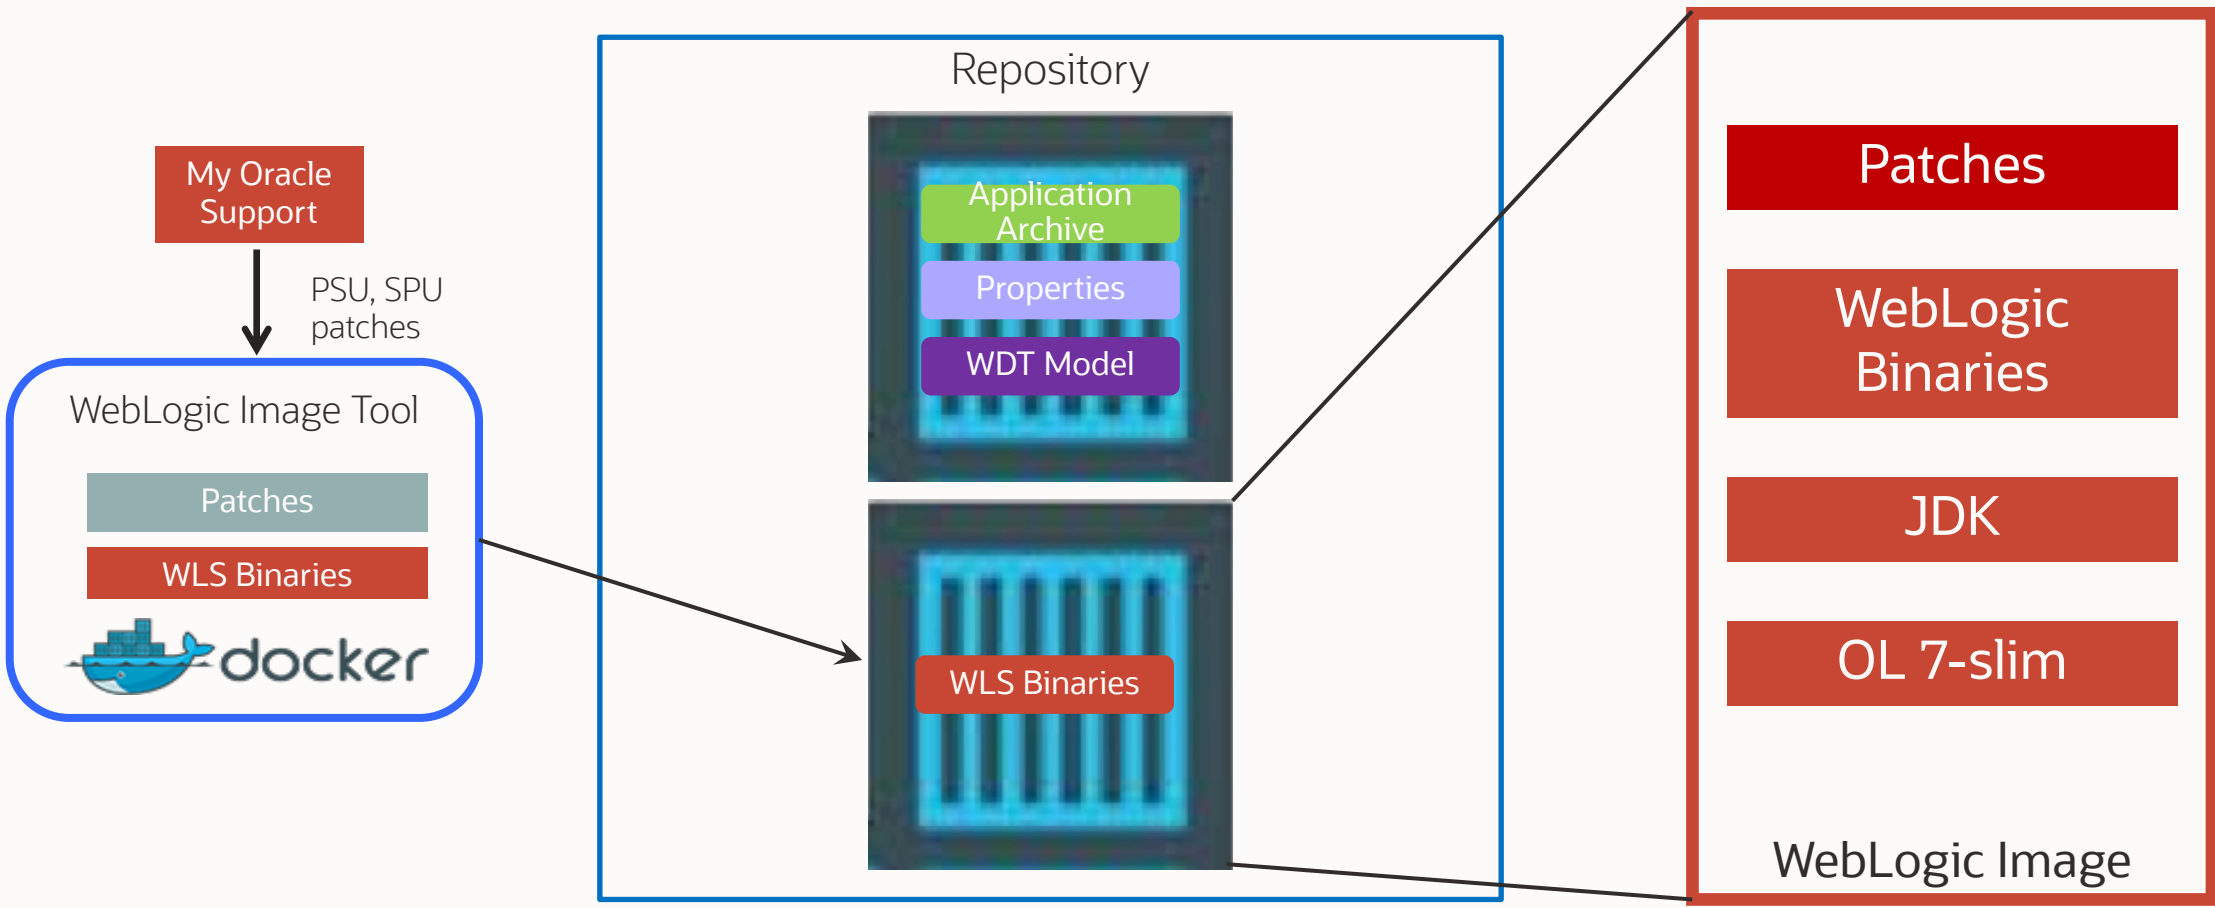 My Oracle
Support
PSU, SPU
patches
WebLogic Image Tool
Patches
WLS Binaries
docker
Repository
Application
Archive
Properties
WDT Model
WLS Binaries
Patches
WebLogic
Binaries
JDK
OL 7-slim
WebLogic Image